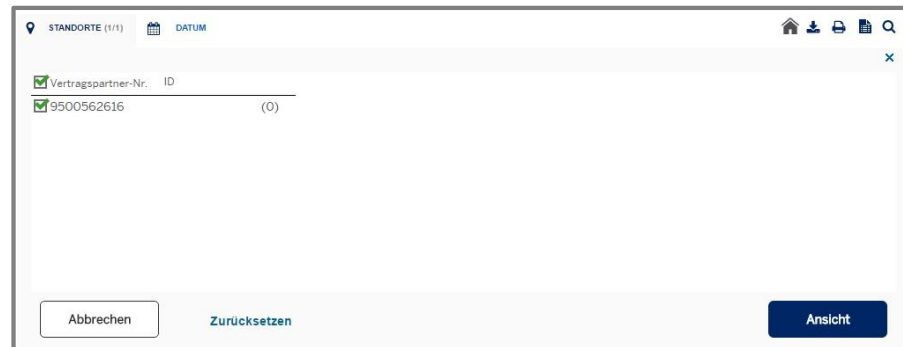 STANDORTE (1/1) DATUM
×
Vertragspartner-Nr. ID
9500562616 (0)
Abbrechen Zurücksetzen Ansicht